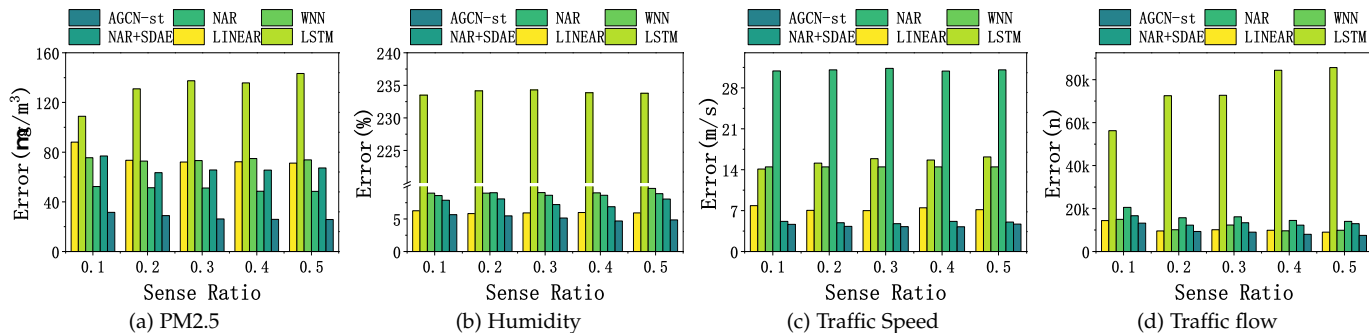 AGCN-st NAR WNN
NAR+SDAE LINEAR LSTM
160
120
80
40
0
Error(mg/m³)
0.1 0.2 0.3 0.4 0.5
Sense Ratio
(a) PM2.5
AGCN-st NAR WNN
NAR+SDAE LINEAR LSTM
240
235
230
225
5
0
Error(%)
0.1 0.2 0.3 0.4 0.5
Sense Ratio
(b) Humidity
AGCN-st NAR WNN
NAR+SDAE LINEAR LSTM
28
21
14
7
0
Error(m/s)
0.1 0.2 0.3 0.4 0.5
Sense Ratio
(c) Traffic Speed
AGCN-st NAR WNN
NAR+SDAE LINEAR LSTM
80k
60k
40k
20k
0
Error(n)
0.1 0.2 0.3 0.4 0.5
Sense Ratio
(d) Traffic flow